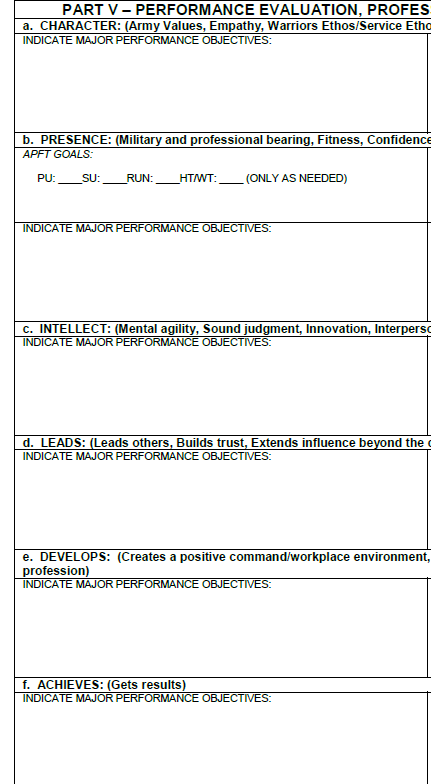 PART V – PERFORMANCE EVALUATION, PROFES
a. CHARACTER: (Army Values, Empathy, Warriors Ethos/Service Etho
INDICATE MAJOR PERFORMANCE OBJECTIVES:
b. PRESENCE: (Military and professional bearing, Fitness, Confidence
APFT GOALS:
PU: ____SU: ____RUN: ____HT/WT: ____ (ONLY AS NEEDED)
INDICATE MAJOR PERFORMANCE OBJECTIVES:
c. INTELLECT: (Mental agility, Sound judgment, Innovation, Interperso
INDICATE MAJOR PERFORMANCE OBJECTIVES:
d. LEADS: (Leads others, Builds trust, Extends influence beyond the c
INDICATE MAJOR PERFORMANCE OBJECTIVES:
e. DEVELOPS: (Creates a positive command/workplace environment,
profession)
INDICATE MAJOR PERFORMANCE OBJECTIVES:
f. ACHIEVES: (Gets results)
INDICATE MAJOR PERFORMANCE OBJECTIVES: